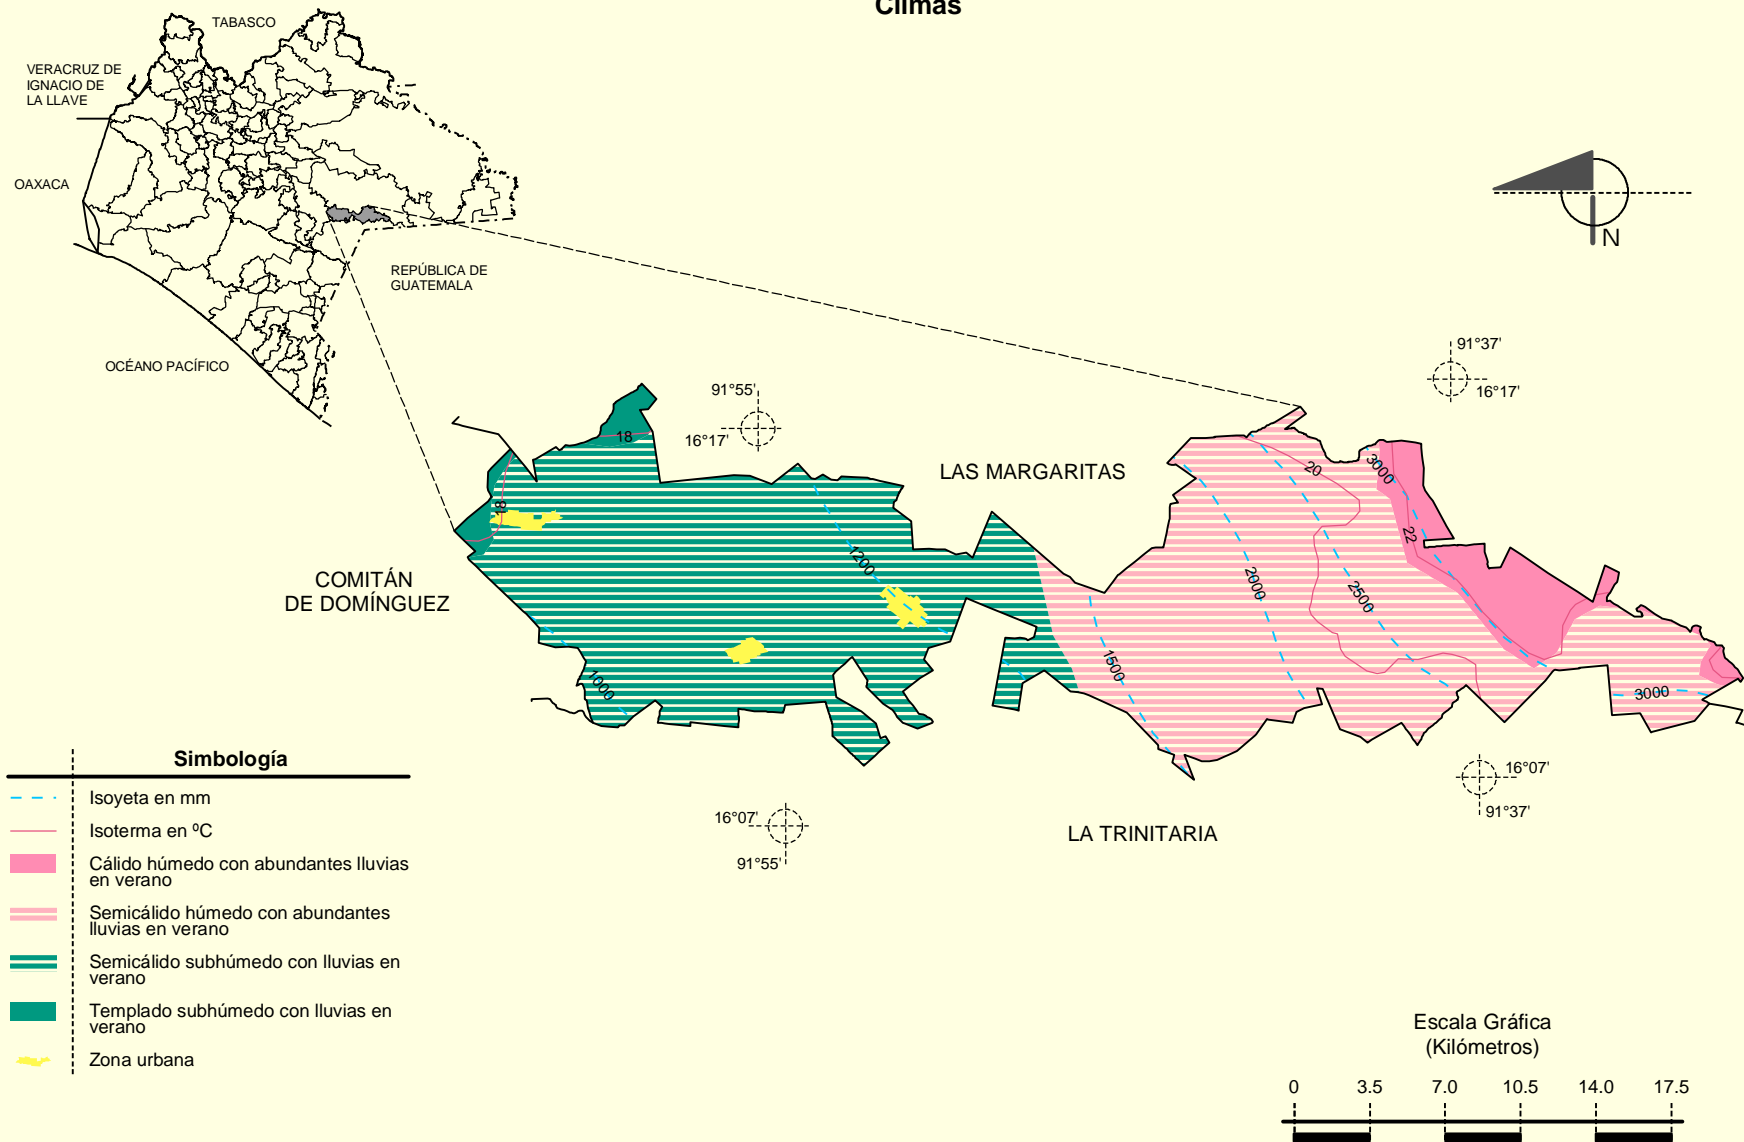 Climas
TABASCO
VERACRUZ DE
IGNACIO DE
LA LLAVE
OAXACA
REPÚBLICA DE
GUATEMALA
OCÉANO PACÍFICO
N
91°37'
16°17'
91°55'
16°17'
LAS MARGARITAS
COMITÁN
DE DOMÍNGUEZ
LA TRINITARIA
18
18
1200
1000
1500
2000
2500
20
3000
22
3000
16°07'
91°37'
16°07'
91°55'
Simbología
Isoyeta en mm
Isoterma en ºC
Cálido húmedo con abundantes lluvias
en verano
Semicálido húmedo con abundantes
lluvias en verano
Semicálido subhúmedo con lluvias en
verano
Templado subhúmedo con lluvias en
verano
Zona urbana
Escala Gráfica
(Kilómetros)
0 3.5 7.0 10.5 14.0 17.5